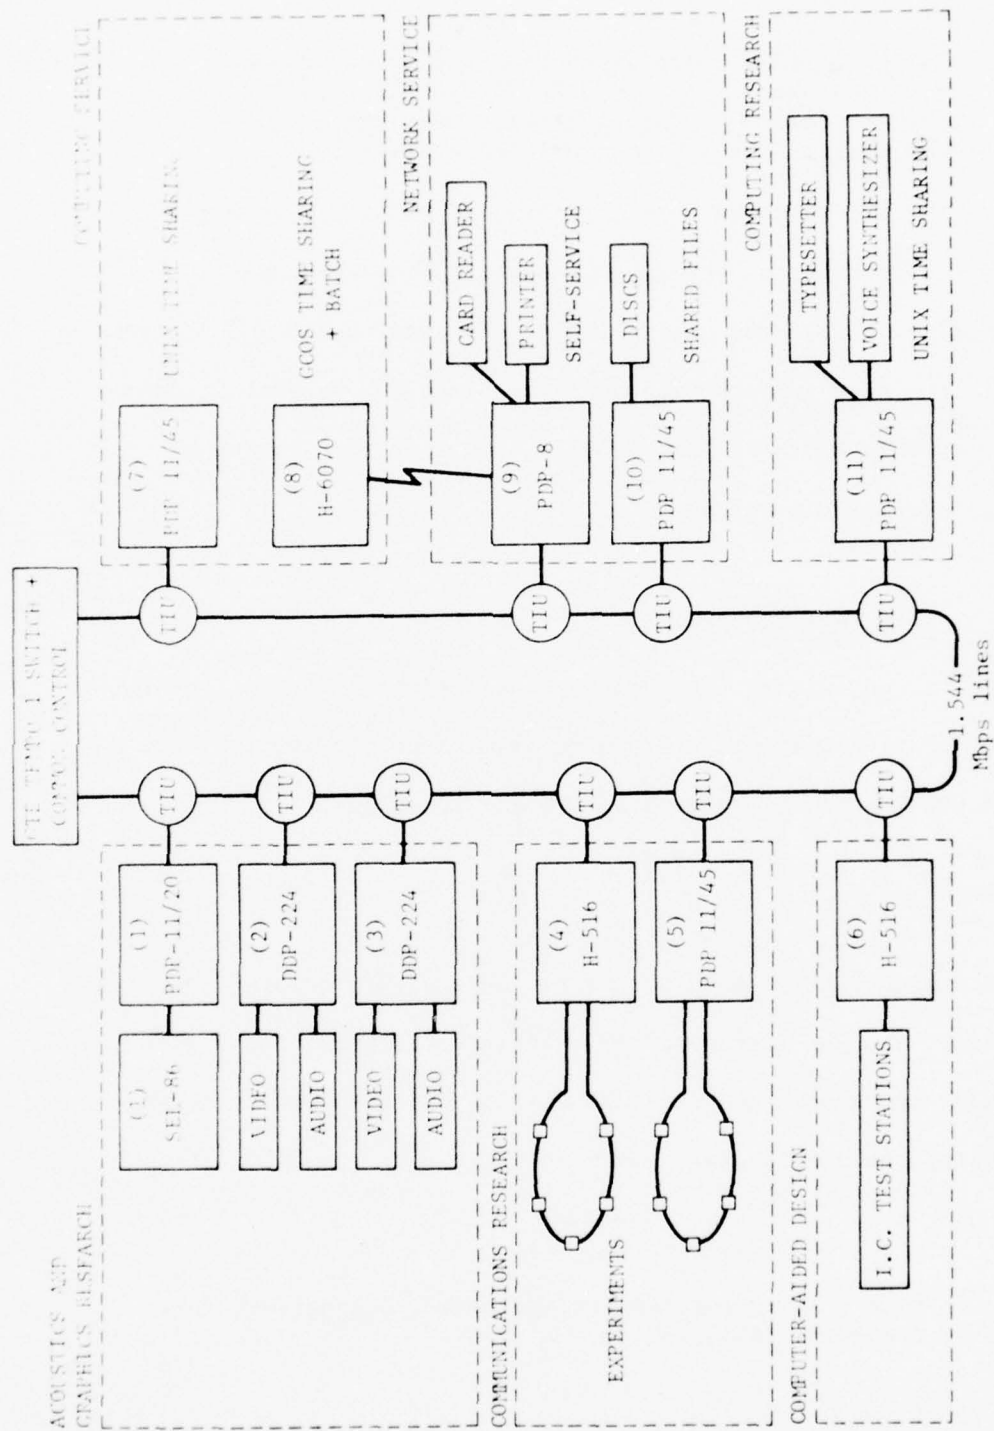 ACOUSTICS AND
GRAPHICS RESEARCH
(1)
SEL-86
(1)
PDP-11/20
TIU
VIDEO
AUDIO
(2)
DDP-224
TIU
VIDEO
AUDIO
(3)
DDP-224
TIU
COMMUNICATIONS RESEARCH
EXPERIMENTS
(4)
H-516
TIU
(5)
PDP 11/45
TIU
COMPUTER-AIDED DESIGN
I.C. TEST STATIONS
(6)
H-516
TIU
TEMPO 1 SWITCH +
COMMON CONTROL
1.544
Mbps lines
COMPUTING SERVICE
TIU
(7)
PDP 11/45
UNIX TIME SHARING
(8)
H-6070
GCOS TIME SHARING
+ BATCH
NETWORK SERVICE
TIU
(9)
PDP-8
CARD READER
PRINTER
SELF-SERVICE
TIU
(10)
PDP 11/45
DISCS
SHARED FILES
COMPUTING RESEARCH
TIU
(11)
PDP 11/45
TYPESETTER
VOICE SYNTHESIZER
UNIX TIME SHARING